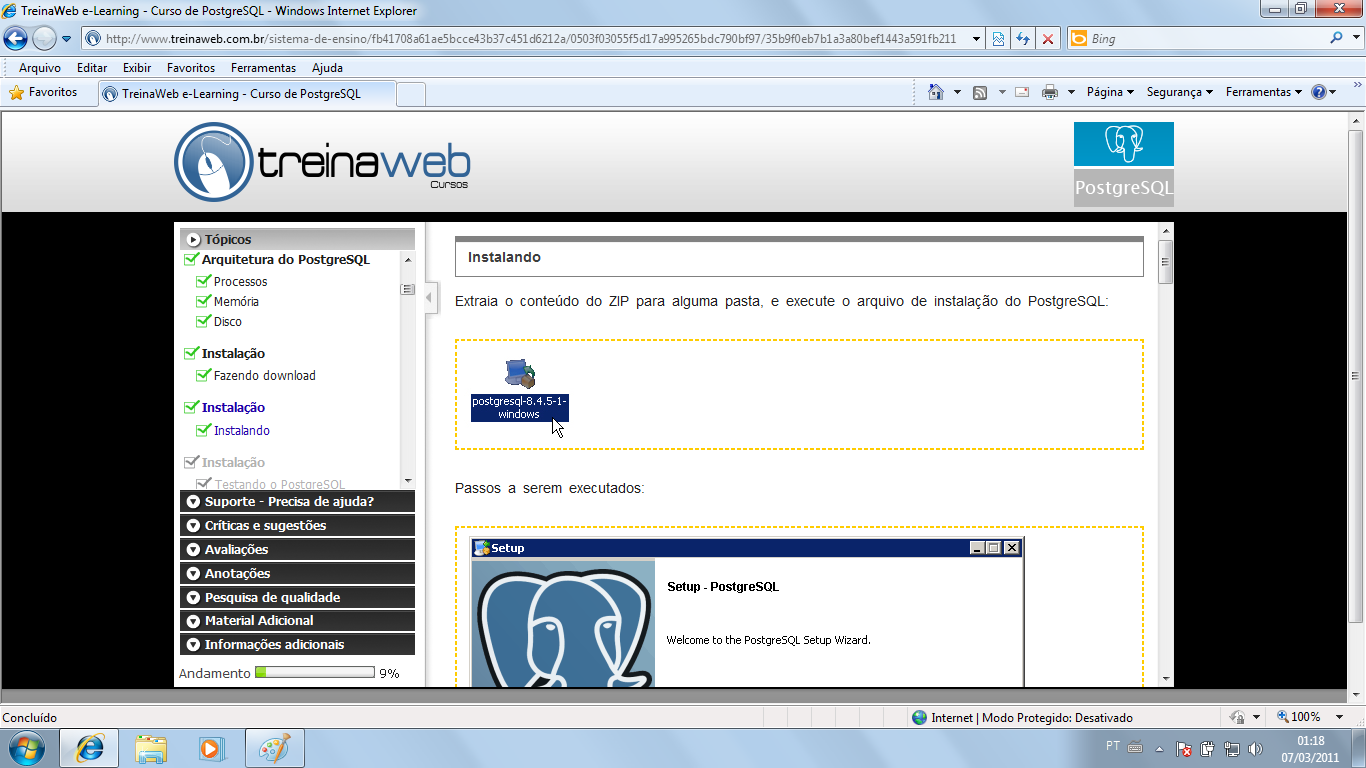 TreinaWeb e-Learning - Curso de PostgreSQL - Windows Internet Explorer
http://www.treinaweb.com.br/sistema-de-ensino/fb41708a61ae5bcce43b37c451d6212a/0503f03055f5d17a995265bdc790bf97/35b9f0eb7b1a3a80bef1443a591fb211
Bing
Arquivo Editar Exibir Favoritos Ferramentas Ajuda
Favoritos
TreinaWeb e-Learning - Curso de PostgreSQL
Página Segurança Ferramentas
treinaweb
Cursos
PostgreSQL
Tópicos
Arquitetura do PostgreSQL
Processos
Memória
Disco
Instalação
Fazendo download
Instalação
Instalando
Instalação
Testando o PostgreSQL
Suporte - Precisa de ajuda?
Críticas e sugestões
Avaliações
Anotações
Pesquisa de qualidade
Material Adicional
Informações adicionais
Andamento 9%
Instalando
Extraia o conteúdo do ZIP para alguma pasta, e execute o arquivo de instalação do PostgreSQL:
postgresql-8.4.5-1-
windows
Passos a serem executados:
Setup
Setup - PostgreSQL
Welcome to the PostgreSQL Setup Wizard.
Concluído
Internet | Modo Protegido: Desativado
100%
PT
01:18
07/03/2011